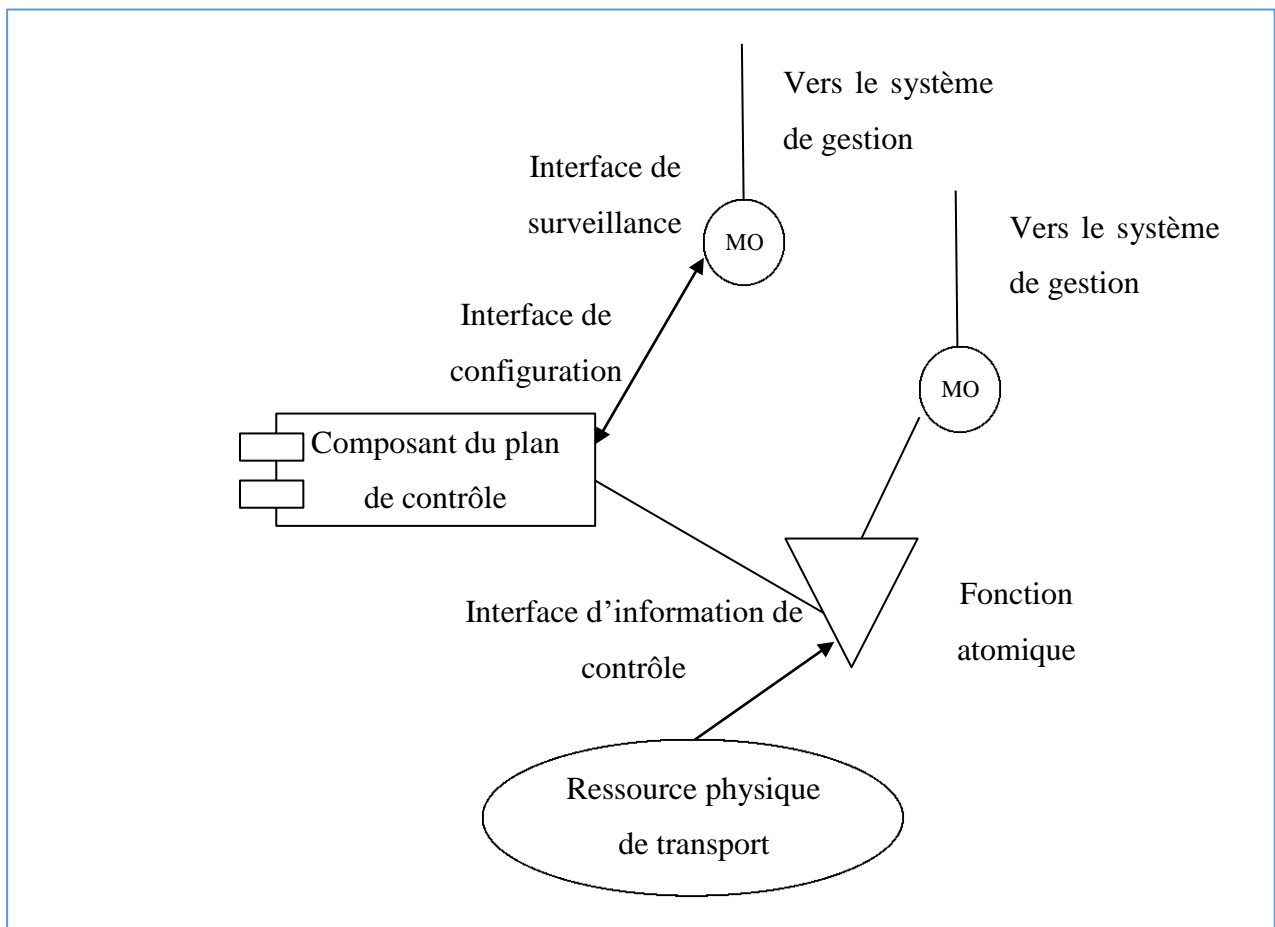 Vers le système
de gestion
Interface de
surveillance
MO
Vers le système
de gestion
Interface de
configuration
MO
Composant du plan
de contrôle
Interface d’information de
contrôle
Fonction
atomique
Ressource physique
de transport